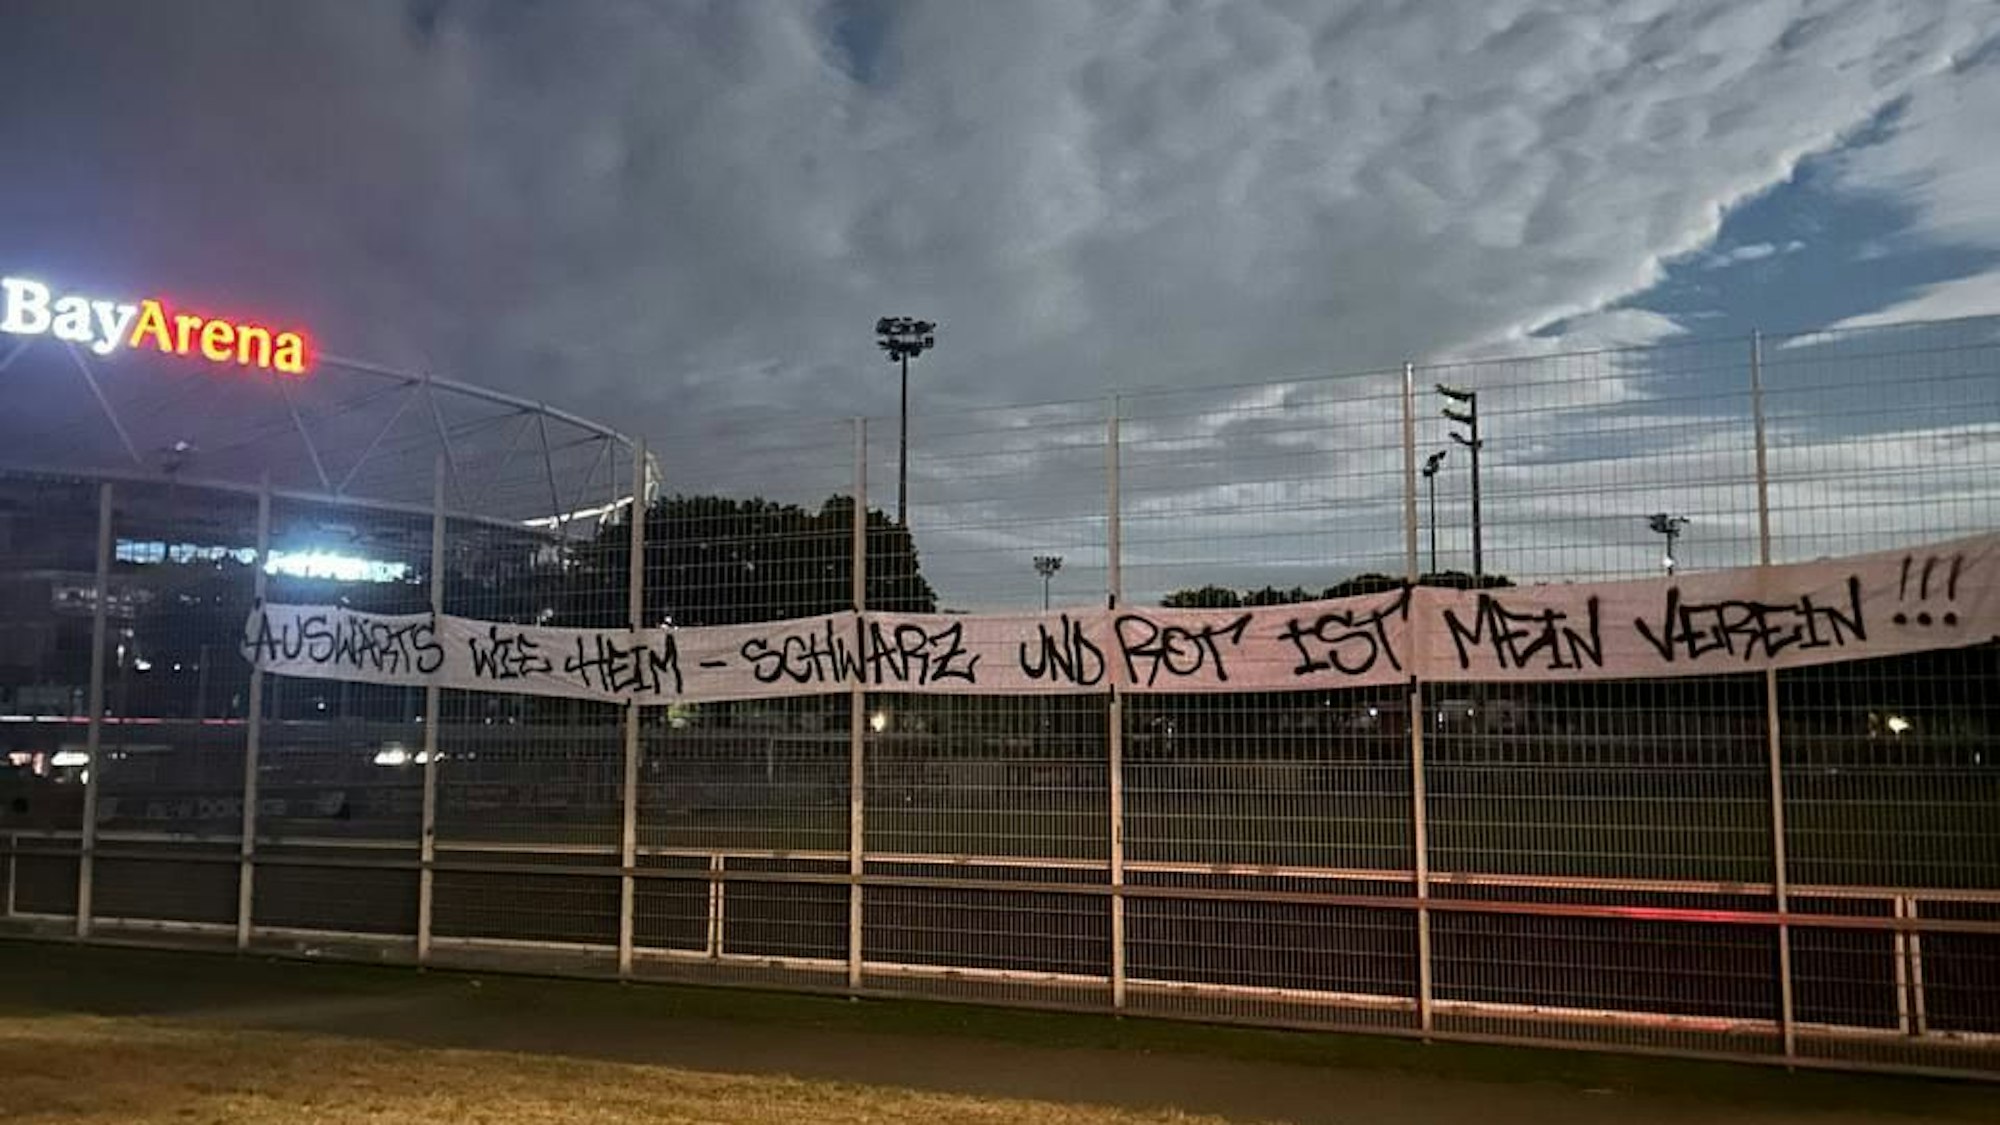 BayArena
AUSWÄRTS WIE HEIM - SCHWARZ UND ROT IST MEIN VEREIN !!!